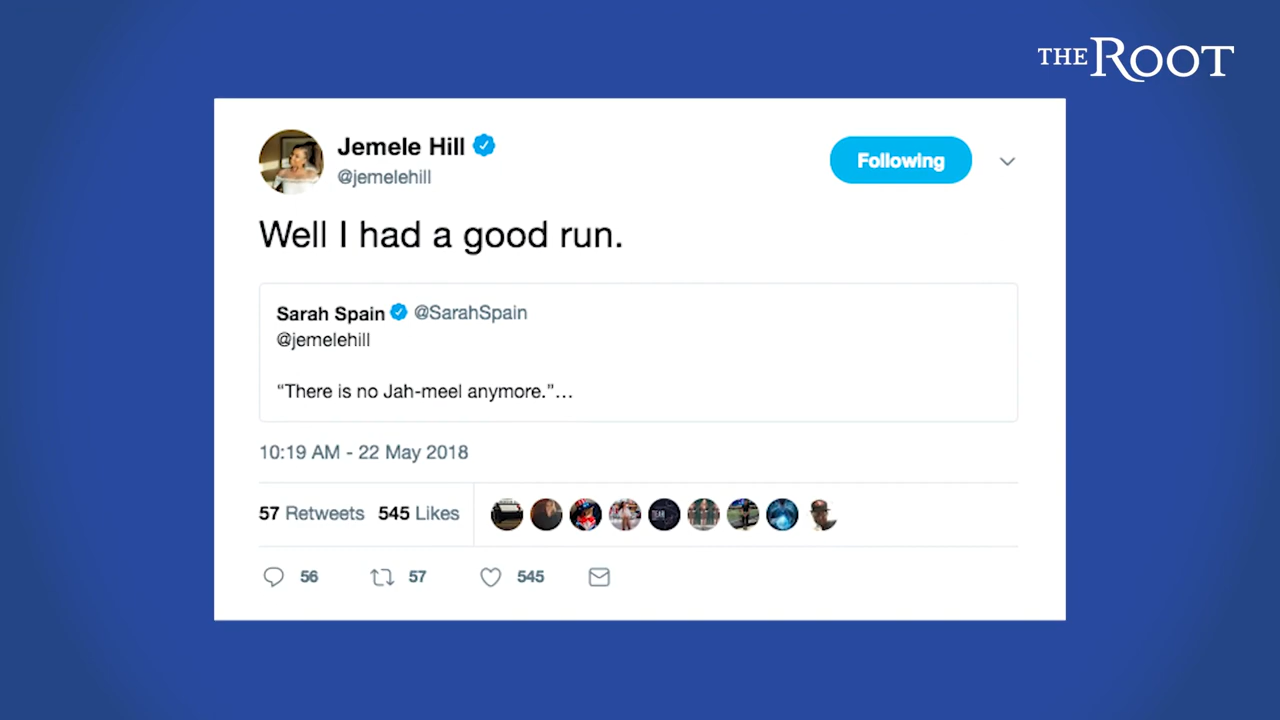 THE ROOT
Jemele Hill
Following
@jemelehill
Well I had a good run.
Sarah Spain @SarahSpain
@jemelehill
“There is no Jah-meel anymore.”…
10:19 AM - 22 May 2018
57 Retweets 545 Likes
56 57 545